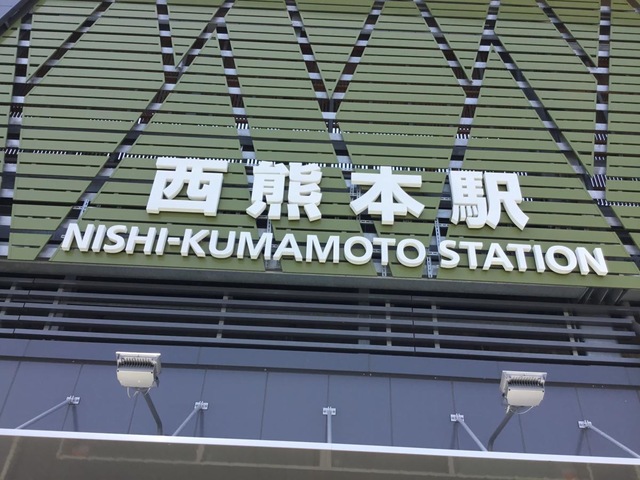 西熊本駅
NISHI-KUMAMOTO STATION